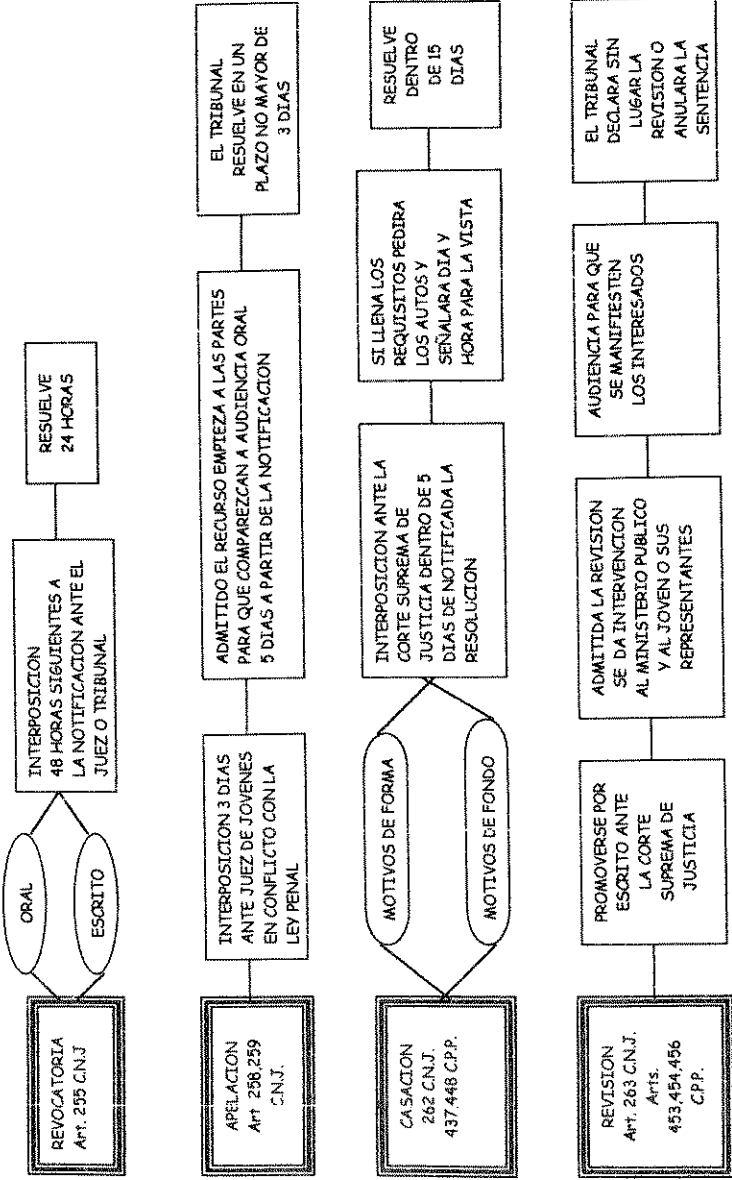 REVOCATORIA
Art. 255 C.N.J
ORAL
ESCRITO
INTERPOSICION
48 HORAS SIGUIENTES A
LA NOTIFICACION ANTE EL
JUEZ O TRIBUNAL
RESUELVE
24 HORAS
APELACION
Art 258,259
C.N.J.
INTERPOSICION 3 DIAS
ANTE JUEZ DE JOVENES
EN CONFLICTO CON LA
LEY PENAL
ADMITIDO EL RECURSO EMPIEZA A LAS PARTES
PARA QUE COMPAREZCAN A AUDIENCIA ORAL
5 DIAS A PARTIR DE LA NOTIFICACION
EL TRIBUNAL
RESUELVE EN UN
PLAZO NO MAYOR DE
3 DIAS
CASACION
262 C.N.J.
437,448 C.P.P.
MOTIVOS DE FORMA
MOTIVOS DE FONDO
INTERPOSICION ANTE LA
CORTE SUPREMA DE
JUSTICIA DENTRO DE 5
DIAS DE NOTIFICADA LA
RESOLUCION
SI LLENA LOS
REQUISITOS PEDIRA
LOS AUTOS Y
SEÑALARA DIA Y
HORA PARA LA VISTA
RESUELVE
DENTRO
DE 15
DIAS
REVISION
Art. 263 C.N.J.
Arts.
453,454,456
C.P.P.
PROMOVERSE POR
ESCRITO ANTE
LA CORTE
SUPREMA DE
JUSTICIA
ADMITIDA LA REVISION
SE DA INTERVENCION
AL MINISTERIO PUBLICO
Y AL JOVEN O SUS
REPRESENTANTES
AUDIENCIA PARA QUE
SE MANIFIESTEN
LOS INTERESADOS
EL TRIBUNAL
DECLARA SIN
LUGAR LA
REVISION O
ANULARA LA
SENTENCIA